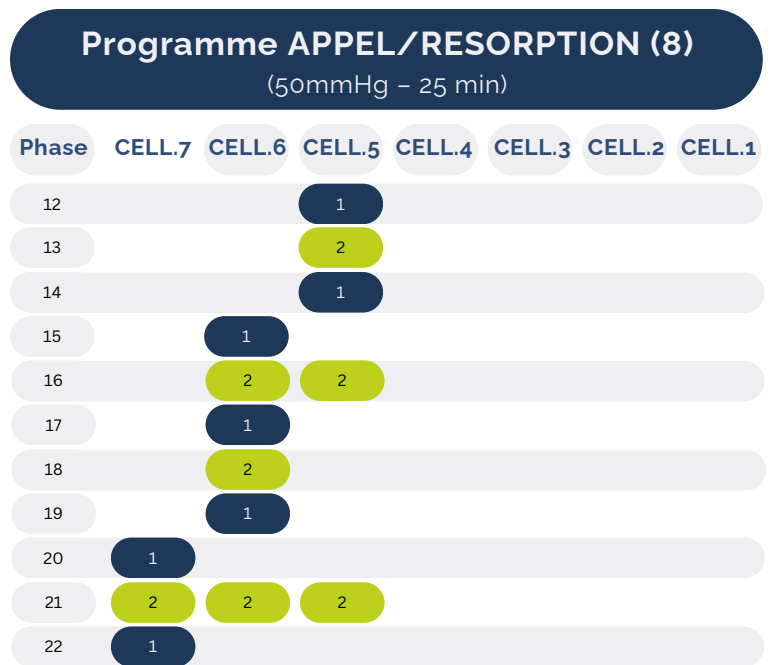 Programme APPEL/RESORPTION (8)
(50mmHg – 25 min)
Phase CELL.7 CELL.6 CELL.5 CELL.4 CELL.3 CELL.2 CELL.1
12 1
13 2
14 1
15 1
16 2 2
17 1
18 2
19 1
20 1
21 2 2 2
22 1